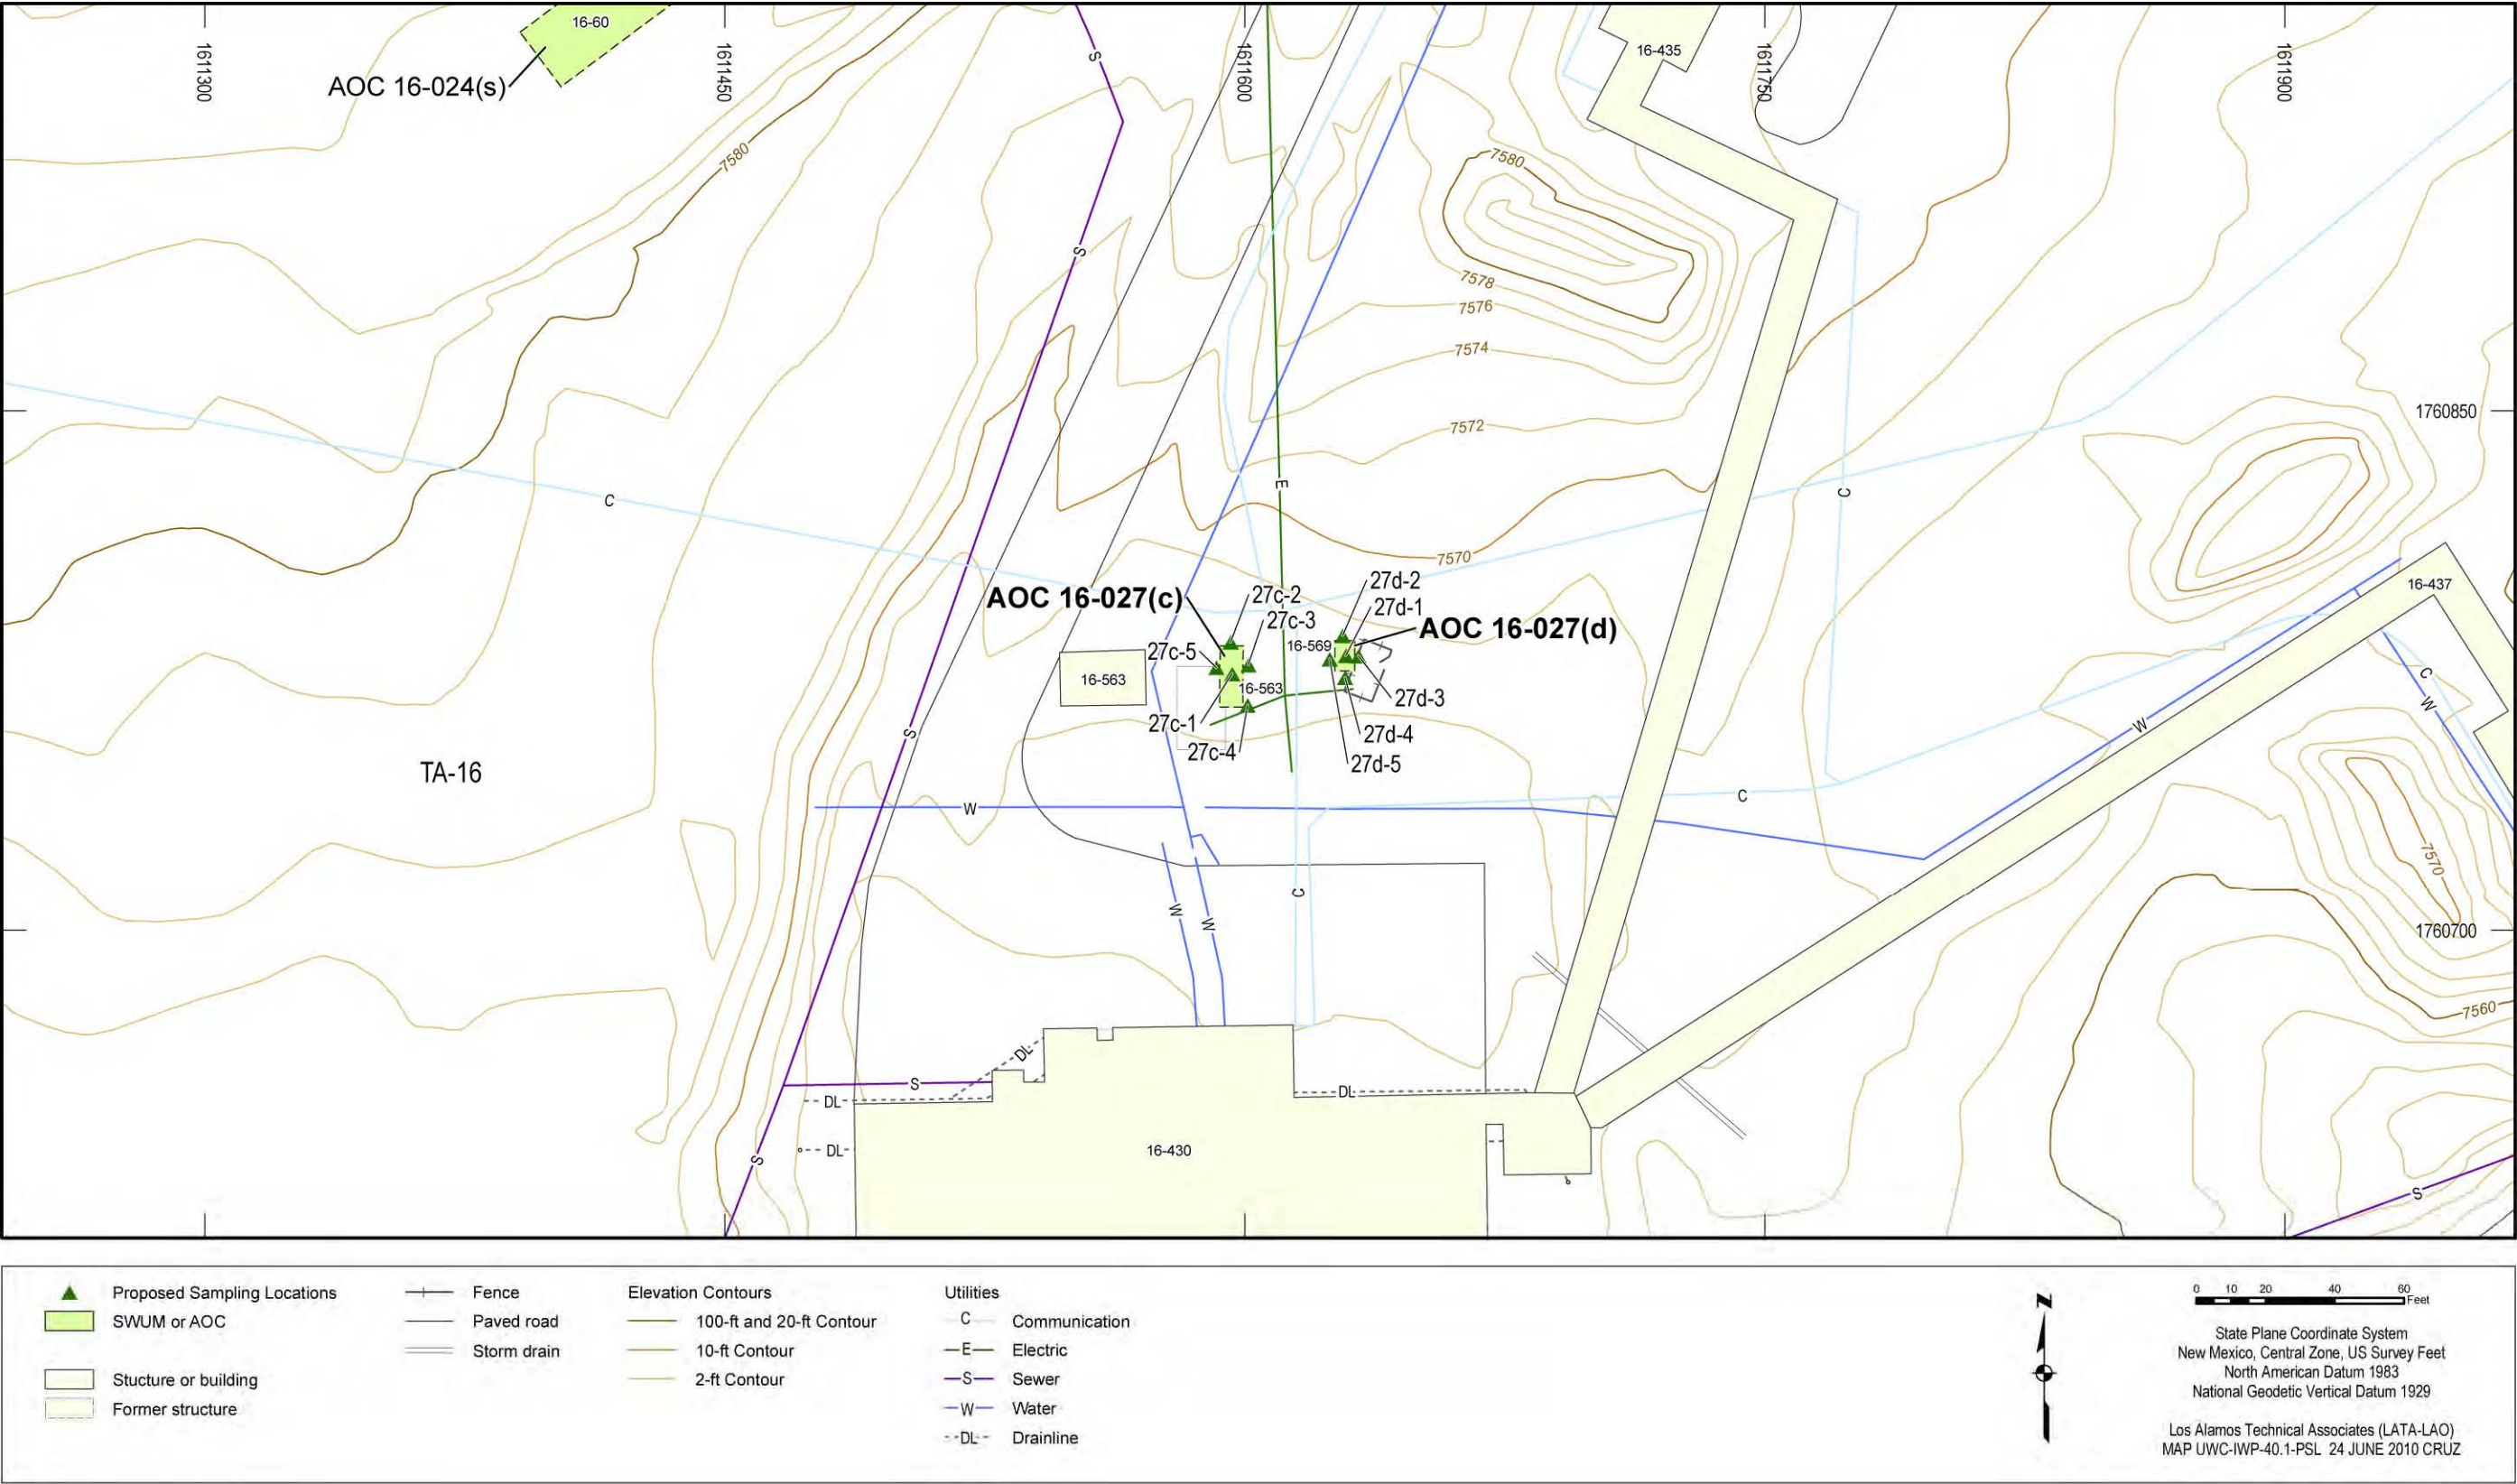 16-60
AOC 16-024(s)
1611300
1611450
1611600
1611750
1611900
S
16-435
7580
7580
S
7578
7576
7574
7572
1760850
C
E
C
7570
16-437
AOC 16-027(c)
27c-2
27c-3
27d-2
27d-1
AOC 16-027(d)
27c-5
16-569
16-563
16-563
27d-3
27c-1
27c-4
27d-4
27d-5
S
C
W
W
TA-16
W
C
7570
C
W
W
1760700
7560
DL
S
DL
DL
DL
16-430
S
S
Proposed Sampling Locations
SWUM or AOC
Stucture or building
Former structure
Fence
Paved road
Storm drain
Elevation Contours
100-ft and 20-ft Contour
10-ft Contour
2-ft Contour
Utilities
C Communication
E Electric
S Sewer
W Water
DL Drainline
N
0 10 20 40 60
Feet
State Plane Coordinate System
New Mexico, Central Zone, US Survey Feet
North American Datum 1983
National Geodetic Vertical Datum 1929
Los Alamos Technical Associates (LATA-LAO)
MAP UWC-IWP-40.1-PSL 24 JUNE 2010 CRUZ